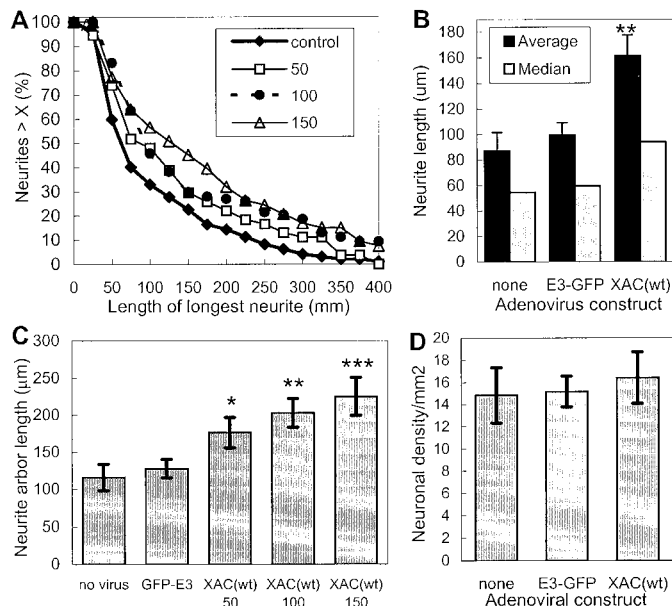 A
Neurites > X (%)
100
90
80
70
60
50
40
30
20
10
0
control
50
100
150
0 50 100 150 200 250 300 350 400
Length of longest neurite (mm)
B
Neurite length (um)
180
160
140
120
100
80
60
40
20
0
Average
Median
**
none E3-GFP XAC(wt)
Adenovirus construct
C
Neurite arbor length (µm)
300
250
200
150
100
50
0
* ** ***
no virus GFP-E3 XAC(wt) XAC(wt) XAC(wt)
50 100 150
D
Neuronal density/mm2
20
18
16
14
12
10
8
6
4
2
0
none E3-GFP XAC(wt)
Adenoviral construct